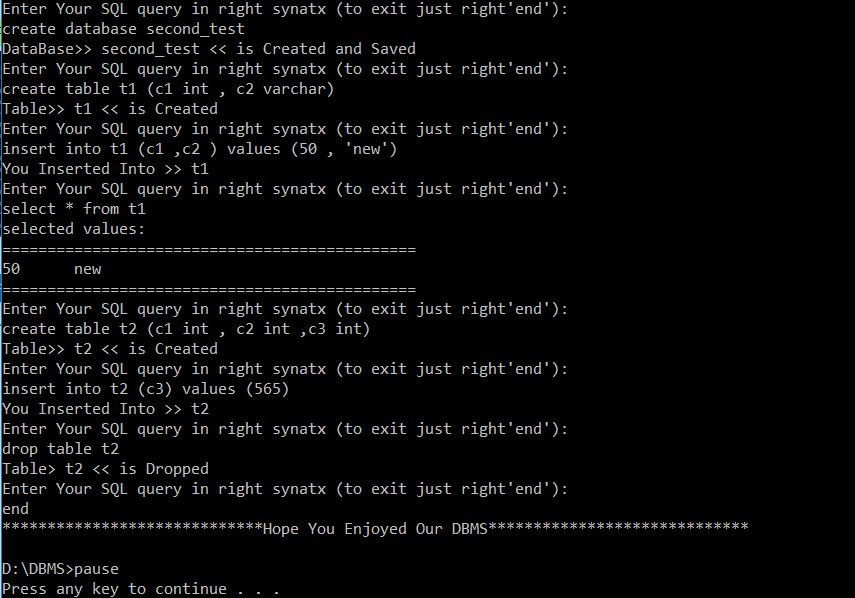 Enter Your SQL query in right synatx (to exit just right'end'):
create database second_test
DataBase>> second_test << is Created and Saved
Enter Your SQL query in right synatx (to exit just right'end'):
create table t1 (c1 int , c2 varchar)
Table>> t1 << is Created
Enter Your SQL query in right synatx (to exit just right'end'):
insert into t1 (c1 ,c2 ) values (50 , 'new')
You Inserted Into >> t1
Enter Your SQL query in right synatx (to exit just right'end'):
select * from t1
selected values:
==============================================
50      new
==============================================
Enter Your SQL query in right synatx (to exit just right'end'):
create table t2 (c1 int , c2 int ,c3 int)
Table>> t2 << is Created
Enter Your SQL query in right synatx (to exit just right'end'):
insert into t2 (c3) values (565)
You Inserted Into >> t2
Enter Your SQL query in right synatx (to exit just right'end'):
drop table t2
Table> t2 << is Dropped
Enter Your SQL query in right synatx (to exit just right'end'):
end
*****************************Hope You Enjoyed Our DBMS*****************************
D:\DBMS>pause
Press any key to continue . . .